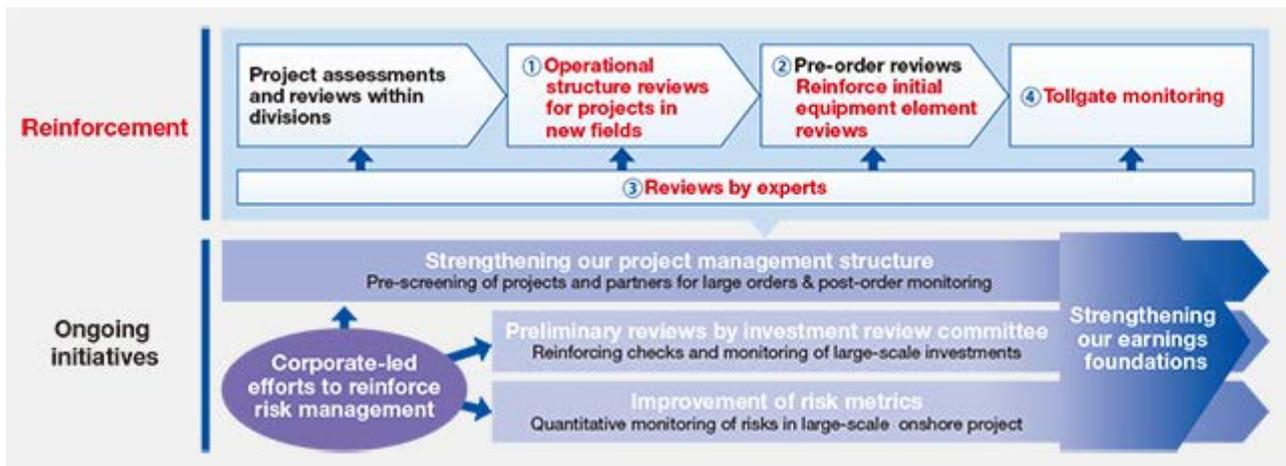 Reinforcement
Project assessments
and reviews within
divisions
①Operational
structure reviews
for projects in
new fields
②Pre-order reviews
Reinforce initial
equipment element
reviews
④Tollgate monitoring
③Reviews by experts
Ongoing
initiatives
Strengthening our project management structure
Pre-screening of projects and partners for large orders & post-order monitoring
Corporate-led
efforts to reinforce
risk management
Preliminary reviews by investment review committee
Reinforcing checks and monitoring of large-scale investments
Improvement of risk metrics
Quantitative monitoring of risks in large-scale onshore project
Strengthening
our earnings
foundations